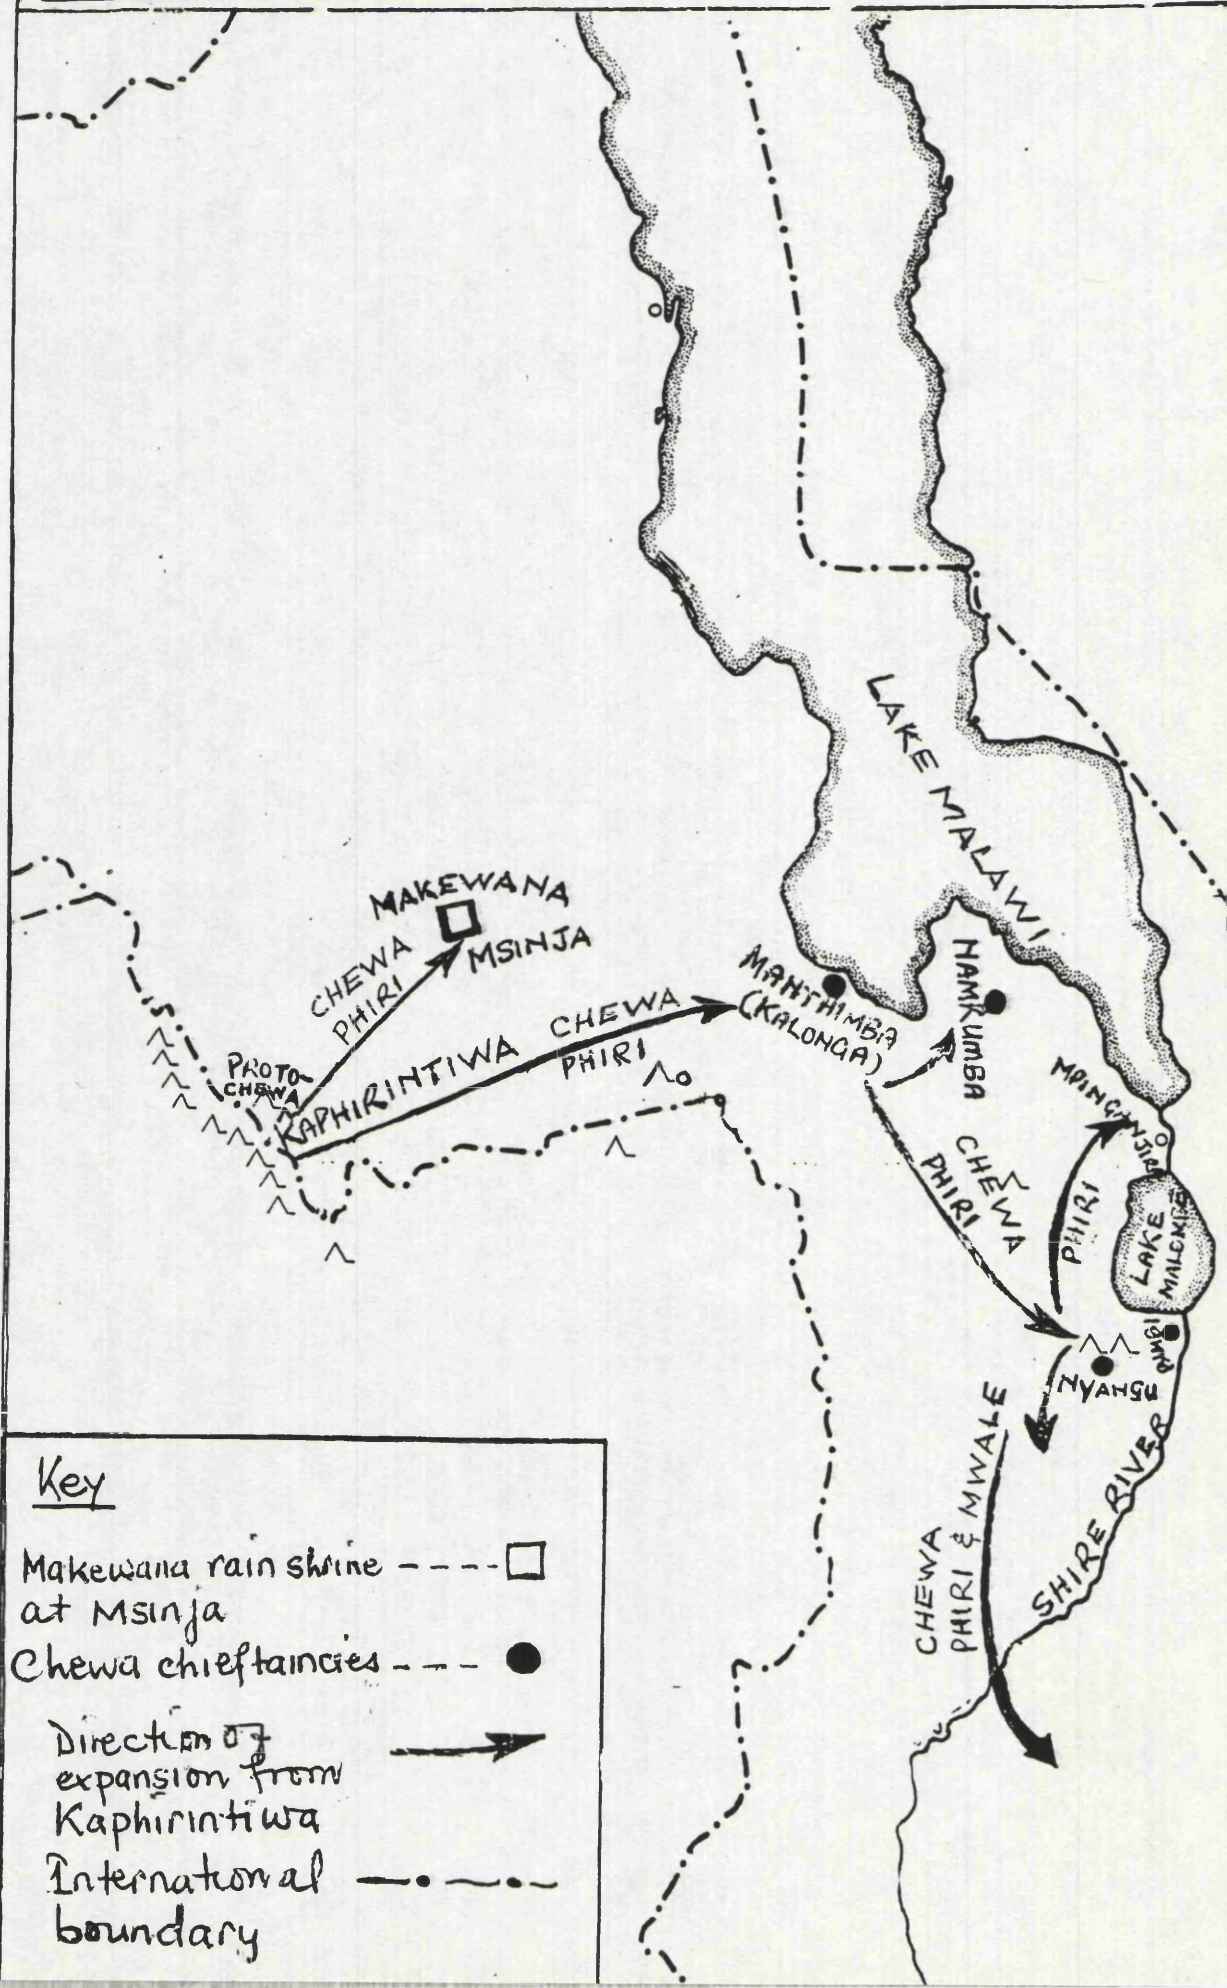 LAKE MALAWI
MAKEWANA
MSINJA
CHEWA
PHIRI
PROTO-
CHEWA
KAPHIRINTIWA
CHEWA
PHIRI
MANTHIMBA
(KALONGA)
NAMKUMBA
MPINGANJIRA
CHEWA
PHIRI
PHIRI
LAKE
MALOMBE
NYANGU
CHEWA
PHIRI & MWALE
SHIRE RIVER
Key
Makewana rain shrine
at Msinja
Chewa chieftaincies
Direction of
expansion from
Kaphirintiwa
International
boundary